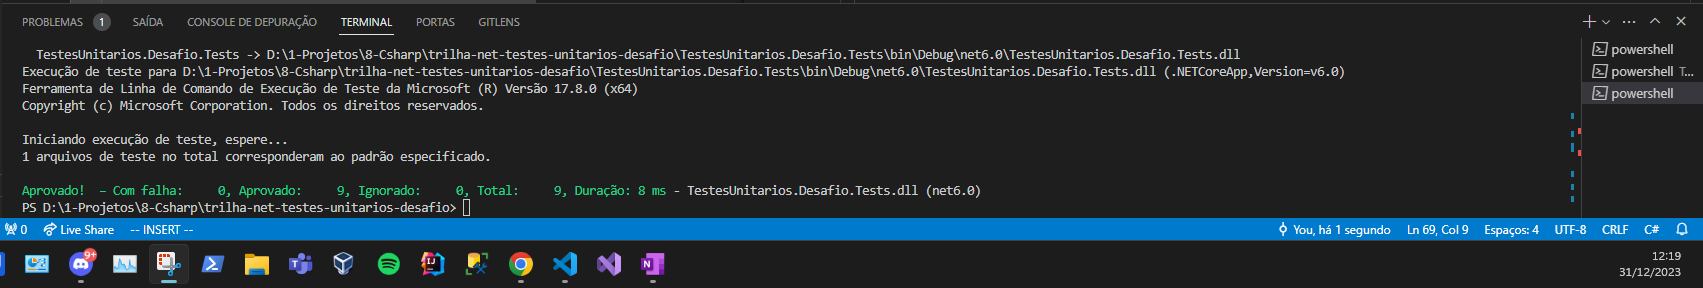 PROBLEMAS 1 SAÍDA CONSOLE DE DEPURAÇÃO TERMINAL PORTAS GITLENS
TestesUnitarios.Desafio.Tests -> D:\1-Projetos\8-Csharp\trilha-net-testes-unitarios-desafio\TestesUnitarios.Desafio.Tests\bin\Debug\net6.0\TestesUnitarios.Desafio.Tests.dll
Execução de teste para D:\1-Projetos\8-Csharp\trilha-net-testes-unitarios-desafio\TestesUnitarios.Desafio.Tests\bin\Debug\net6.0\TestesUnitarios.Desafio.Tests.dll (.NETCoreApp,Version=v6.0)
Ferramenta de Linha de Comando de Execução de Teste da Microsoft (R) Versão 17.8.0 (x64)
Copyright (c) Microsoft Corporation. Todos os direitos reservados.
Iniciando execução de teste, espere...
1 arquivos de teste no total corresponderam ao padrão especificado.
Aprovado! – Com falha: 0, Aprovado: 9, Ignorado: 0, Total: 9, Duração: 8 ms - TestesUnitarios.Desafio.Tests.dll (net6.0)
PS D:\1-Projetos\8-Csharp\trilha-net-testes-unitarios-desafio>
powershell
powershell T...
powershell
0 Live Share -- INSERT -- You, há 1 segundo Ln 69, Col 9 Espaços: 4 UTF-8 CRLF C#
9+
12:19
31/12/2023